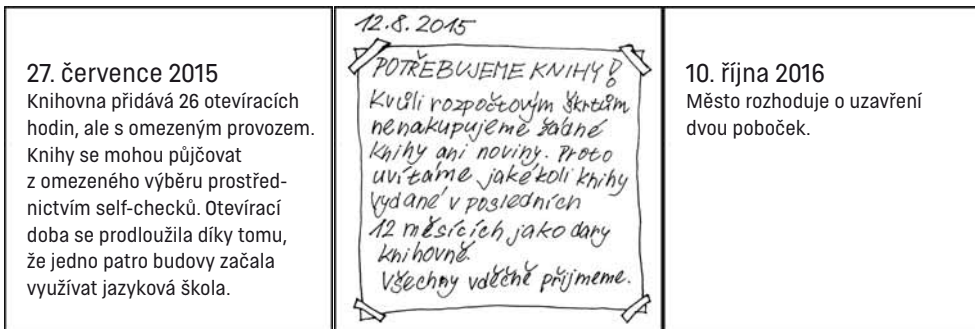 27. července 2015
Knihovna přidává 26 otevíracích
hodin, ale s omezeným provozem.
Knihy se mohou půjčovat
z omezeného výběru prostřed-
nictvím self-checků. Otevírací
doba se prodloužila díky tomu,
že jedno patro budovy začala
využívat jazyková škola.
12.8.2015
POTŘEBUJEME KNIHY!
Kvůli rozpočtovým škrtům
nenakupujeme žádné
knihy ani noviny. Proto
uvítáme jakékoli knihy
vydané v posledních
12 měsících jako dary
knihovně.
Všechny vděčně přijmeme.
10. října 2016
Město rozhoduje o uzavření
dvou poboček.